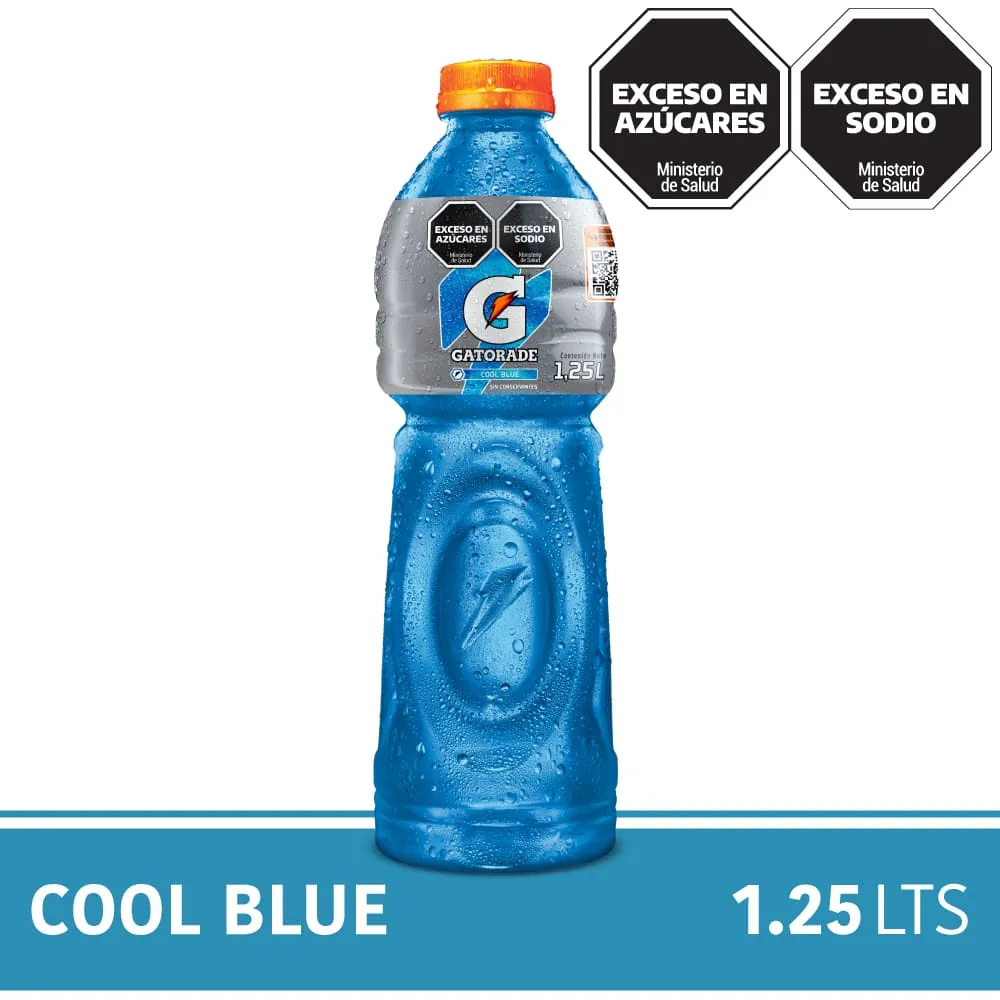 EXCESO EN
AZÚCARES
Ministerio
de Salud
EXCESO EN
SODIO
Ministerio
de Salud
EXCESO EN
AZÚCARES
Ministerio
de Salud
EXCESO EN
SODIO
Ministerio
de Salud
G
GATORADE
COOL BLUE
SIN CONSERVANTES
Contenido Neto
1,25L
COOL BLUE
1.25 LTS